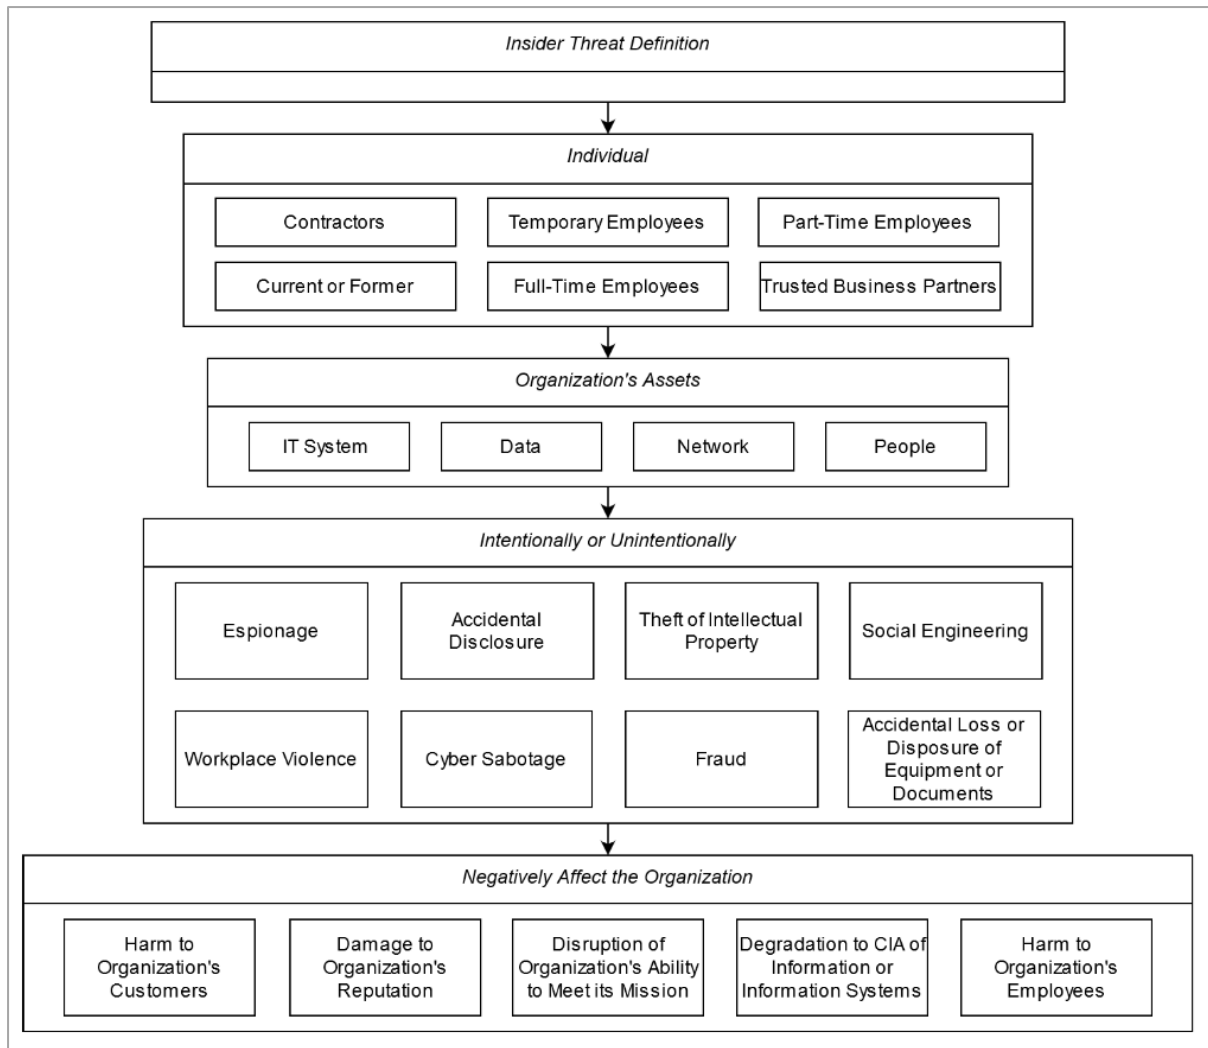 Insider Threat Definition
Individual
Contractors
Temporary Employees
Part-Time Employees
Current or Former
Full-Time Employees
Trusted Business Partners
Organization's Assets
IT System
Data
Network
People
Intentionally or Unintentionally
Espionage
Accidental
Disclosure
Theft of Intellectual
Property
Social Engineering
Workplace Violence
Cyber Sabotage
Fraud
Accidental Loss or
Disposure of
Equipment or
Documents
Negatively Affect the Organization
Harm to
Organization's
Customers
Damage to
Organization's
Reputation
Disruption of
Organization's Ability
to Meet its Mission
Degradation to CIA of
Information or
Information Systems
Harm to
Organization's
Employees